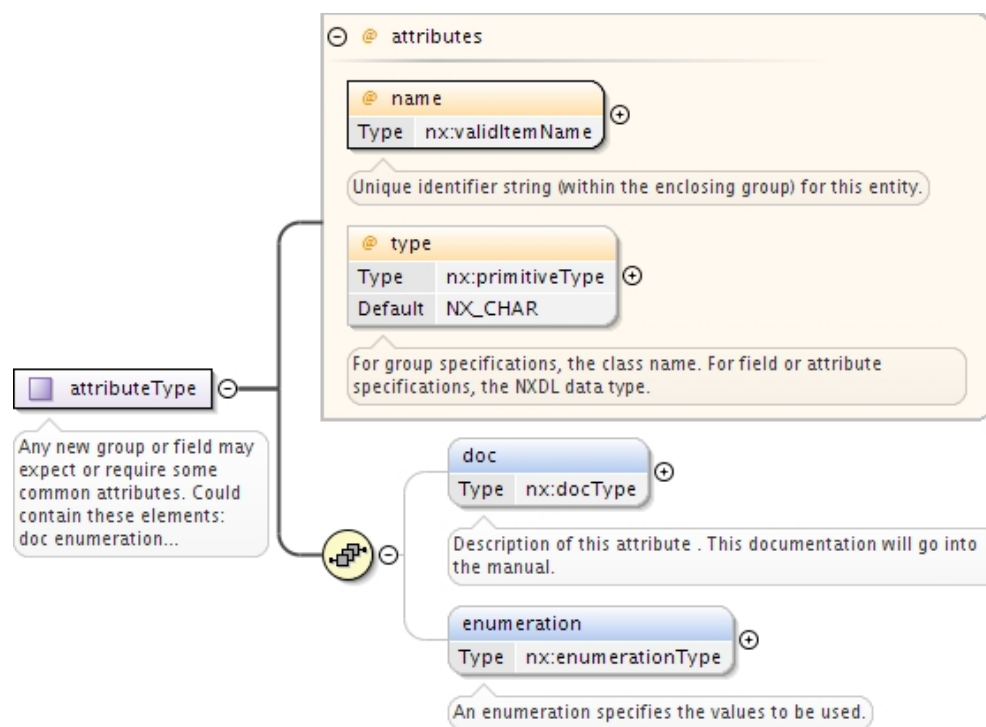 @ attributes
@ name
Type nx:validItemName
Unique identifier string (within the enclosing group) for this entity.
@ type
Type nx:primitiveType
Default NX_CHAR
For group specifications, the class name. For field or attribute
specifications, the NXDL data type.
attributeType
Any new group or field may
expect or require some
common attributes. Could
contain these elements:
doc enumeration...
doc
Type nx:docType
Description of this attribute . This documentation will go into
the manual.
enumeration
Type nx:enumerationType
An enumeration specifies the values to be used.